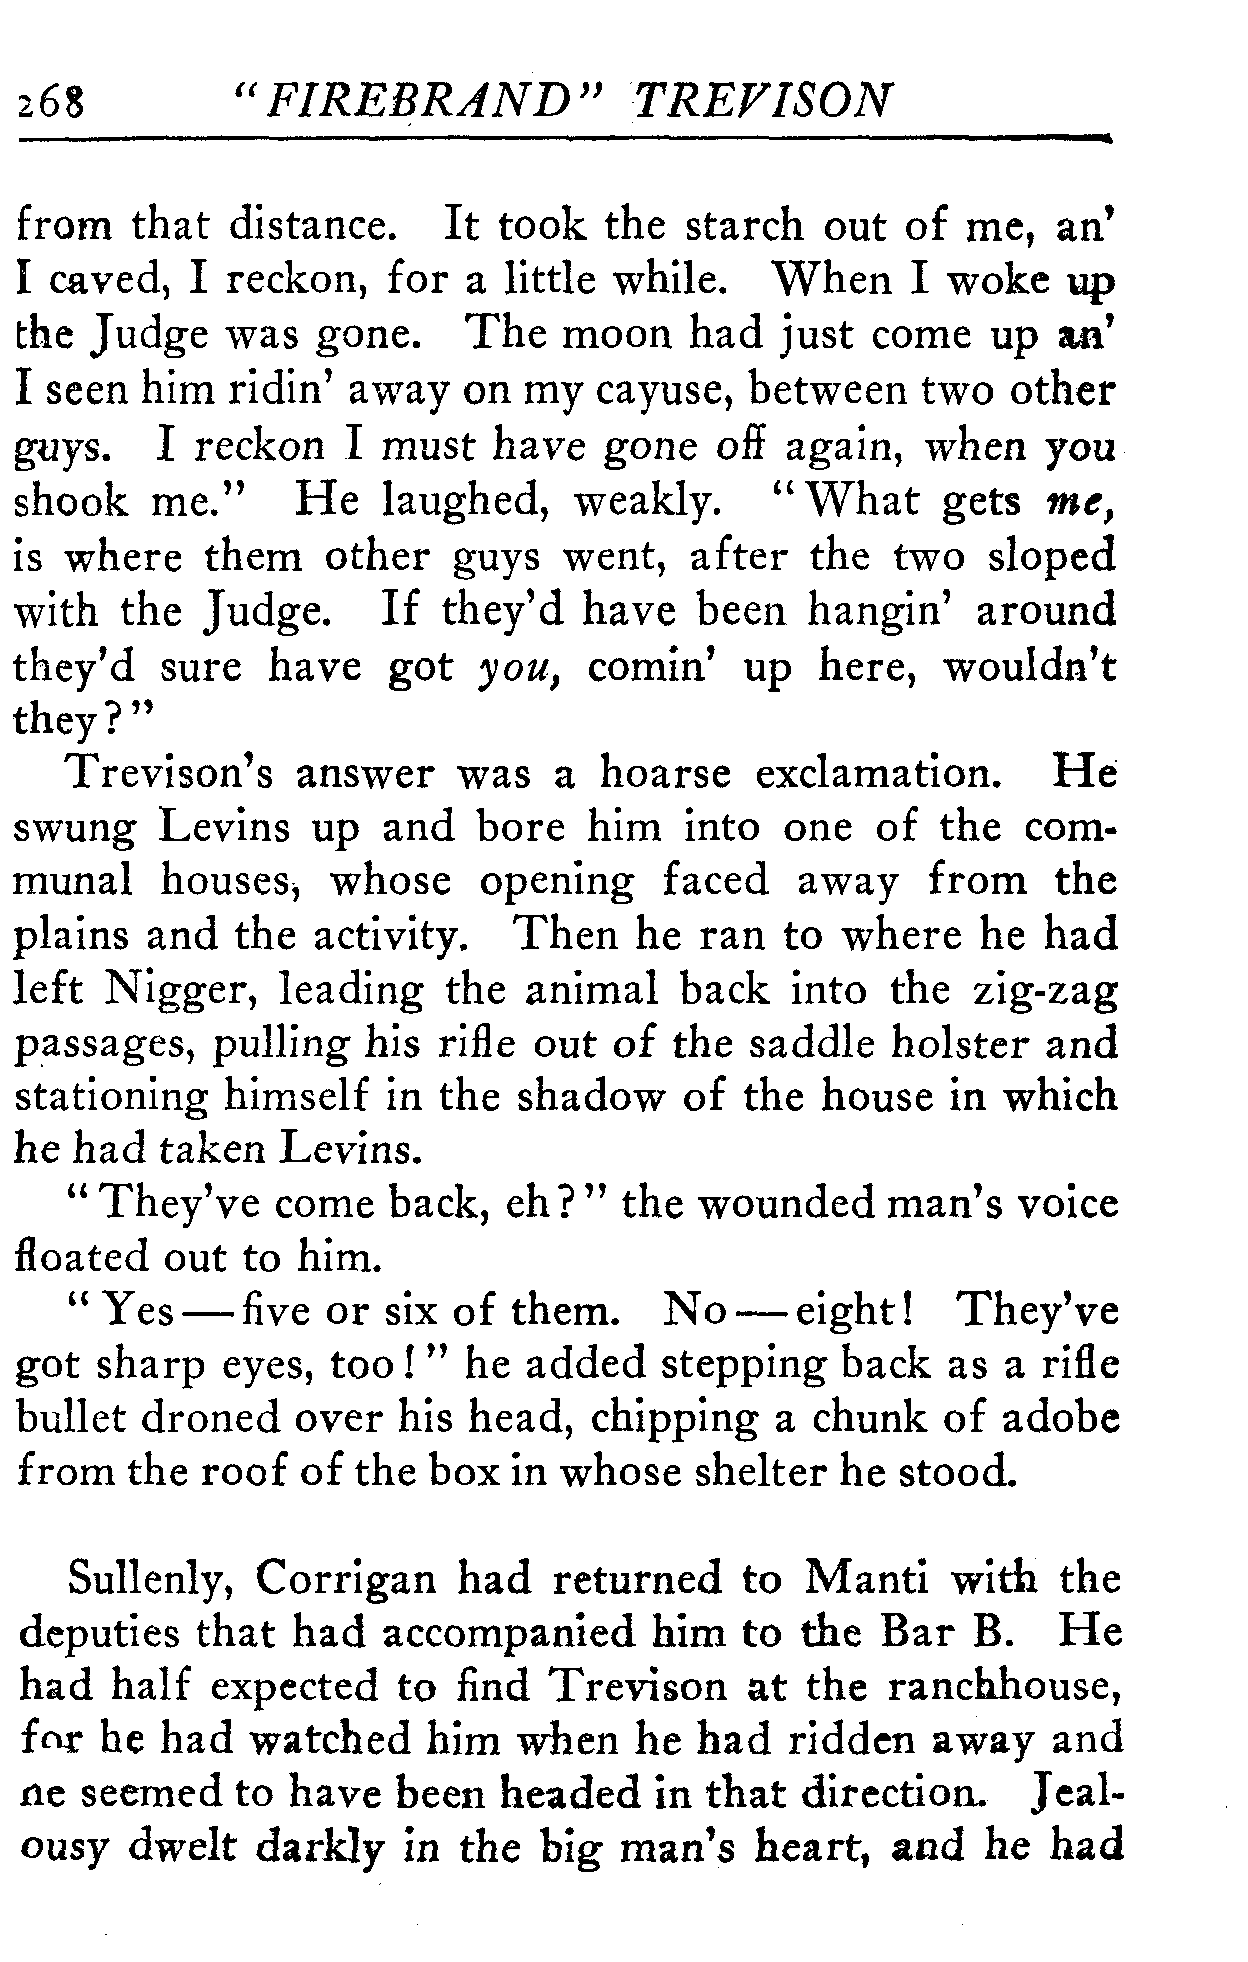 268 "FIREBRAND" TREVISON
from that distance. It took the starch out of me, an'
I caved, I reckon, for a little while. When I woke up
the Judge was gone. The moon had just come up an'
I seen him ridin' away on my cayuse, between two other
guys. I reckon I must have gone off again, when you
shook me." He laughed, weakly. "What gets me,
is where them other guys went, after the two sloped
with the Judge. If they'd have been hangin' around
they'd sure have got you, comin' up here, wouldn't
they?"
Trevison's answer was a hoarse exclamation. He
swung Levins up and bore him into one of the com-
munal houses, whose opening faced away from the
plains and the activity. Then he ran to where he had
left Nigger, leading the animal back into the zig-zag
passages, pulling his rifle out of the saddle holster and
stationing himself in the shadow of the house in which
he had taken Levins.
"They've come back, eh?" the wounded man's voice
floated out to him.
"Yes—five or six of them. No—eight! They've
got sharp eyes, too!" he added stepping back as a rifle
bullet droned over his head, chipping a chunk of adobe
from the roof of the box in whose shelter he stood.
Sullenly, Corrigan had returned to Manti with the
deputies that had accompanied him to the Bar B. He
had half expected to find Trevison at the ranchhouse,
for he had watched him when he had ridden away and
he seemed to have been headed in that direction. Jeal-
ousy dwelt darkly in the big man's heart, and he had